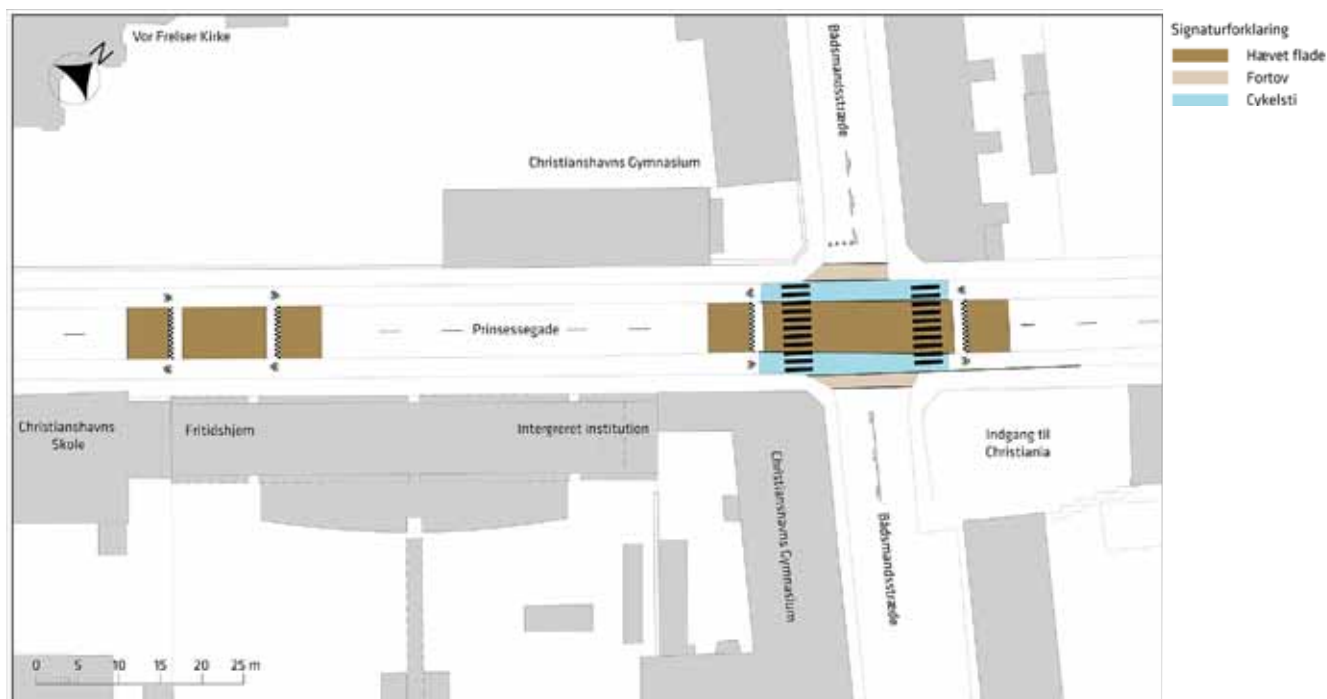 Vor Frelser Kirke
N
Bådsmandsstræde
Christianshavns Gymnasium
Prinsessegade
Christianshavns
Skole
Fritidshjem
Intergreret institution
Christianshavns Gymnasium
Bådsmandsstræde
Indgang til
Christiania
0 5 10 15 20 25 m
Signaturforklaring
Hævet flade
Fortov
Cykelsti